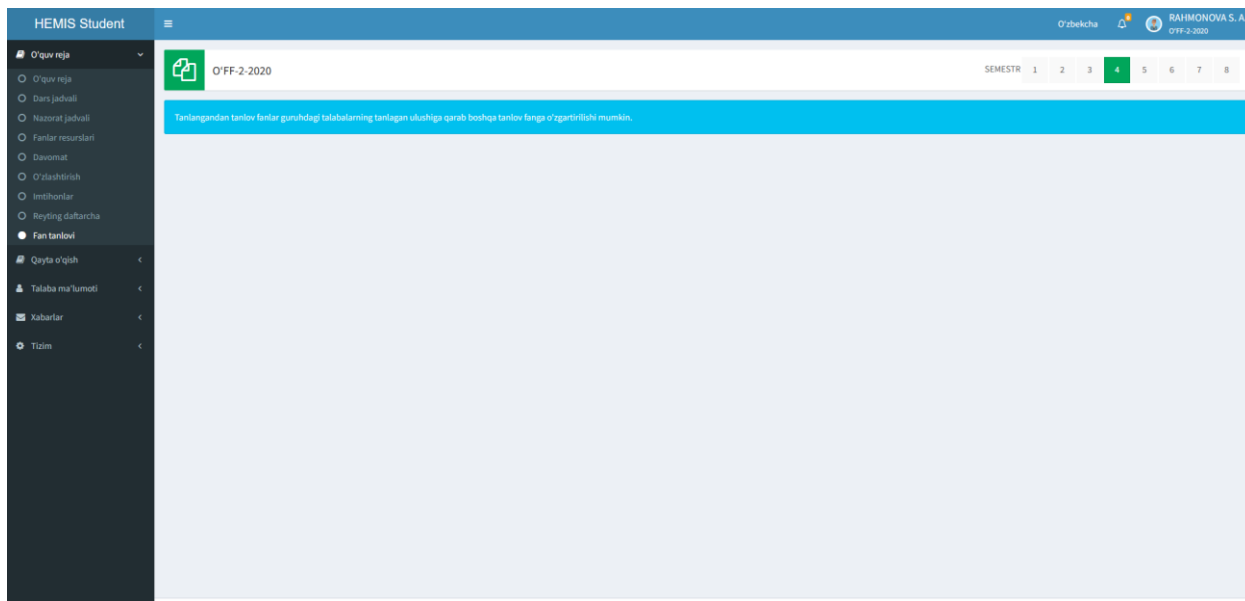 HEMIS Student
O'zbekcha
RAHMONOVA S. A
O'FF-2-2020
O'quv reja
O'quv reja
Dars jadvali
Nazorat jadvali
Fanlar resurslari
Davomat
O'zlashtirish
Imtihonlar
Reyting daftarcha
Fan tanlovi
Qayta o'qish
Talaba ma'lumoti
Xabarlar
Tizim
O'FF-2-2020
SEMESTR 1 2 3 4 5 6 7 8
Tanlangandan tanlov fanlar guruhdagi talabalarning tanlagan ulushiga qarab boshqa tanlov fanga o'zgartirilishi mumkin.